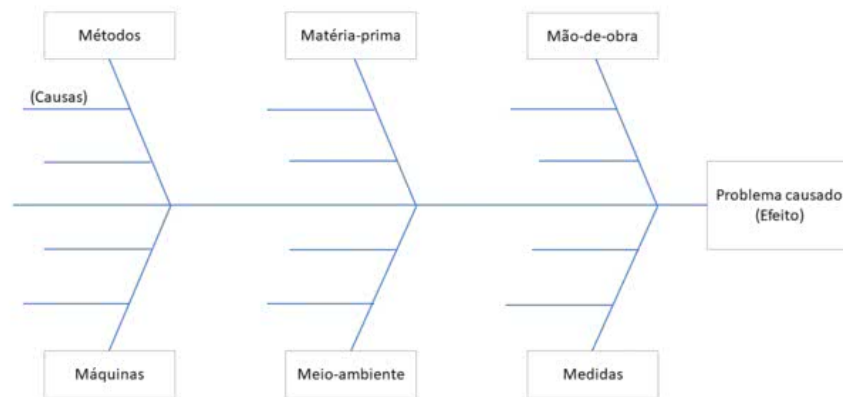 Métodos
Matéria-prima
Mão-de-obra
(Causas)
Problema causado
(Efeito)
Máquinas
Meio-ambiente
Medidas